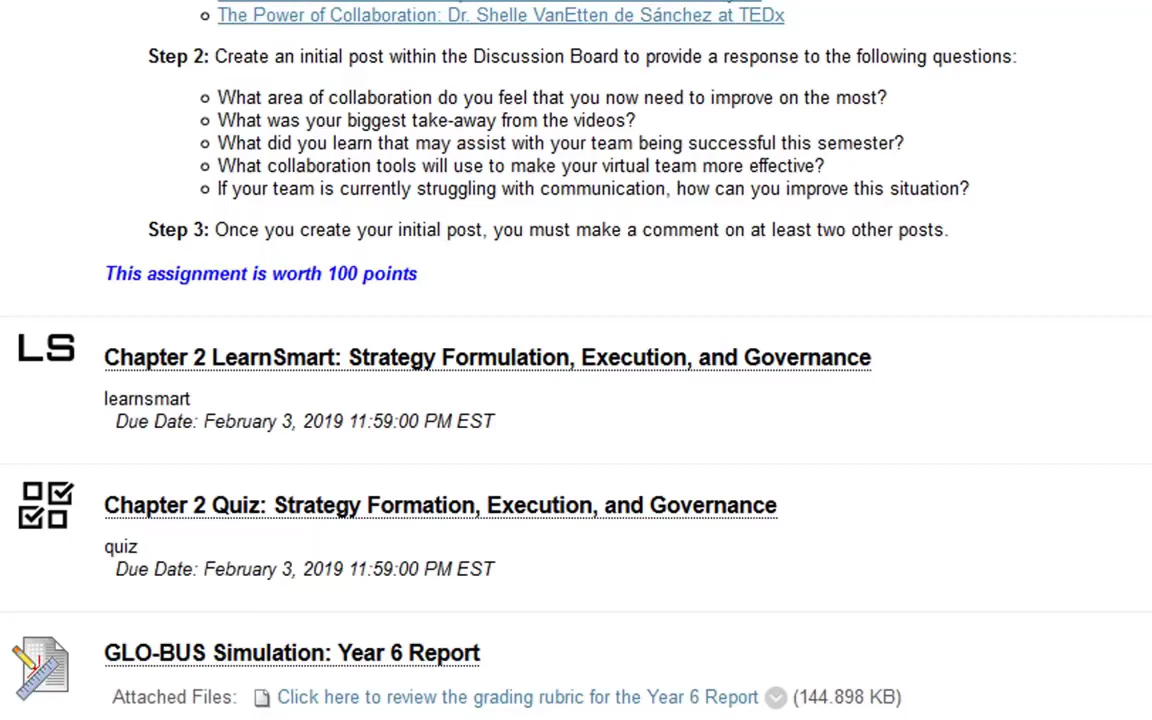 The Power of Collaboration: Dr. Shelle VanEtten de Sánchez at TEDx
Step 2: Create an initial post within the Discussion Board to provide a response to the following questions:
What area of collaboration do you feel that you now need to improve on the most?
What was your biggest take-away from the videos?
What did you learn that may assist with your team being successful this semester?
What collaboration tools will use to make your virtual team more effective?
If your team is currently struggling with communication, how can you improve this situation?
Step 3: Once you create your initial post, you must make a comment on at least two other posts.
This assignment is worth 100 points
LS
Chapter 2 LearnSmart: Strategy Formulation, Execution, and Governance
learnsmart
Due Date: February 3, 2019 11:59:00 PM EST
Chapter 2 Quiz: Strategy Formation, Execution, and Governance
quiz
Due Date: February 3, 2019 11:59:00 PM EST
GLO-BUS Simulation: Year 6 Report
Attached Files: Click here to review the grading rubric for the Year 6 Report (144.898 KB)